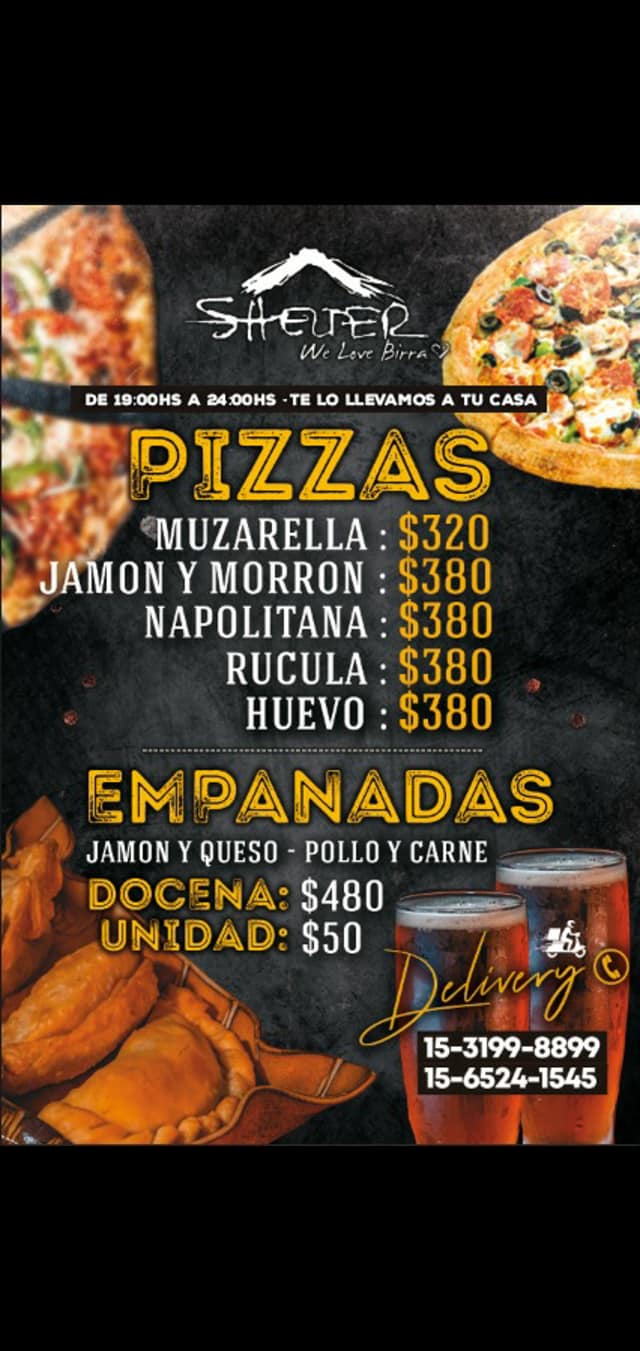 SHELTER
We Love Birra
DE 19:00HS A 24:00HS - TE LO LLEVAMOS A TU CASA
PIZZAS
MUZARELLA : $320
JAMON Y MORRON : $380
NAPOLITANA : $380
RUCULA : $380
HUEVO : $380
EMPANADAS
JAMON Y QUESO - POLLO Y CARNE
DOCENA: $480
UNIDAD: $50
Delivery
15-3199-8899
15-6524-1545